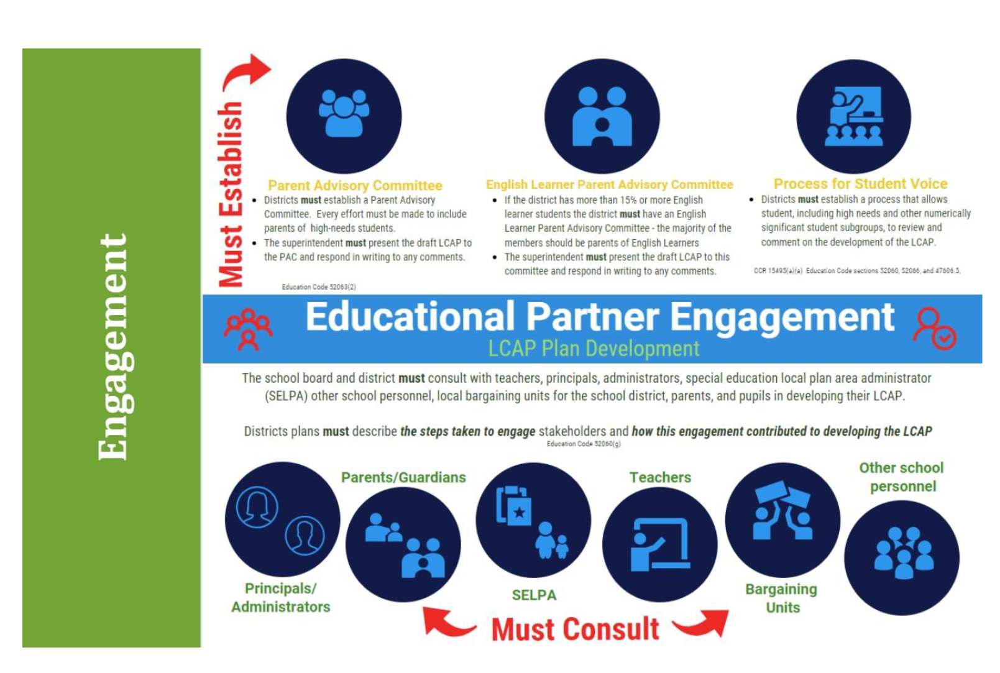 Engagement
Must Establish
Parent Advisory Committee
• Districts must establish a Parent Advisory
Committee.  Every effort must be made to include
parents of  high-needs students.
• The superintendent must present the draft LCAP to
the PAC and respond in writing to any comments.
Education Code 52063(2)
English Learner Parent Advisory Committee
• If the district has more than 15% or more English
learner students the district must have an English
Learner Parent Advisory Committee - the majority of the
members should be parents of English Learners
• The superintendent must present the draft LCAP to this
committee and respond in writing to any comments.
Process for Student Voice
• Districts must establish a process that allows
student, including high needs and other numerically
significant student subgroups, to review and
comment on the development of the LCAP.
CCR 15495(a)(a)  Education Code sections 52060, 52066, and 47606.5,
Educational Partner Engagement
LCAP Plan Development
The school board and district must consult with teachers, principals, administrators, special education local plan area administrator
(SELPA) other school personnel, local bargaining units for the school district, parents, and pupils in developing their LCAP.
Districts plans must describe the steps taken to engage stakeholders and how this engagement contributed to developing the LCAP
Education Code 52060(g)
Principals/
Administrators
Parents/Guardians
SELPA
Teachers
Bargaining
Units
Other school
personnel
Must Consult